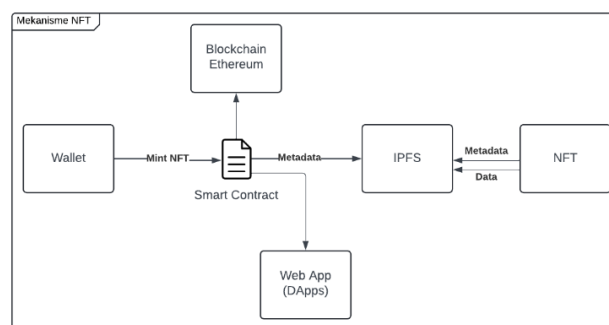 Mekanisme NFT
Blockchain
Ethereum
Wallet
Mint NFT
Smart Contract
Metadata
IPFS
Metadata
Data
NFT
Web App
(DApps)